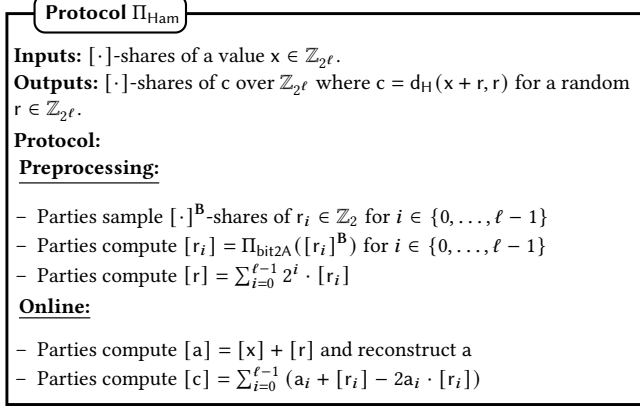 Protocol Π_Ham
Inputs: [·]-shares of a value x ∈ ℤ_{2^ℓ}.
Outputs: [·]-shares of c over ℤ_{2^ℓ} where c = d_H(x + r, r) for a random
r ∈ ℤ_{2^ℓ}.
Protocol:
Preprocessing:
– Parties sample [·]^B-shares of r_i ∈ ℤ_2 for i ∈ {0, . . . , ℓ − 1}
– Parties compute [r_i] = Π_bit2A([r_i]^B) for i ∈ {0, . . . , ℓ − 1}
– Parties compute [r] = ∑_{i=0}^{ℓ−1} 2^i · [r_i]
Online:
– Parties compute [a] = [x] + [r] and reconstruct a
– Parties compute [c] = ∑_{i=0}^{ℓ−1} (a_i + [r_i] − 2a_i · [r_i])